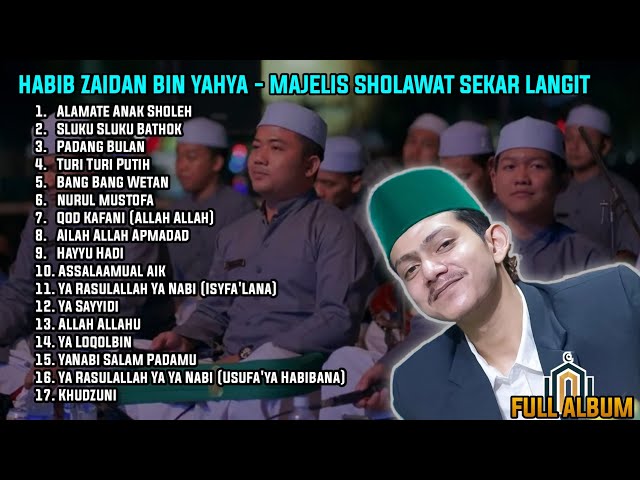 HABIB ZAIDAN BIN YAHYA - MAJELIS SHOLAWAT SEKAR LANGIT
1. ALAMATE ANAK SHOLEH
2. SLUKU SLUKU BATHOK
3. PADANG BULAN
4. TURI TURI PUTIH
5. BANG BANG WETAN
6. NURUL MUSTOFA
7. QOD KAFANI (ALLAH ALLAH)
8. AILAH ALLAH APMADAD
9. HAYYU HADI
10. ASSALAAMUAL AIK
11. YA RASULALLAH YA NABI (ISYFA'LANA)
12. YA SAYYIDI
13. ALLAH ALLAHU
14. YA LOQOLBIN
15. YANABI SALAM PADAMU
16. YA RASULALLAH YA YA NABI (USUFA'YA HABIBANA)
17. KHUDZUNI
FULL ALBUM